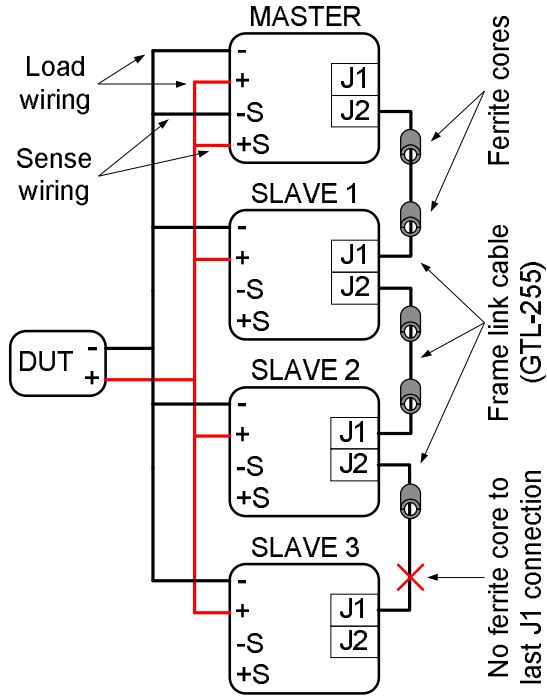 MASTER
-
+
-S
+S
J1
J2
Load
wiring
Sense
wiring
Ferrite cores
SLAVE 1
-
+
-S
+S
J1
J2
Frame link cable
(GTL-255)
DUT
-
+
SLAVE 2
-
+
-S
+S
J1
J2
SLAVE 3
-
+
-S
+S
J1
J2
No ferrite core to
last J1 connection